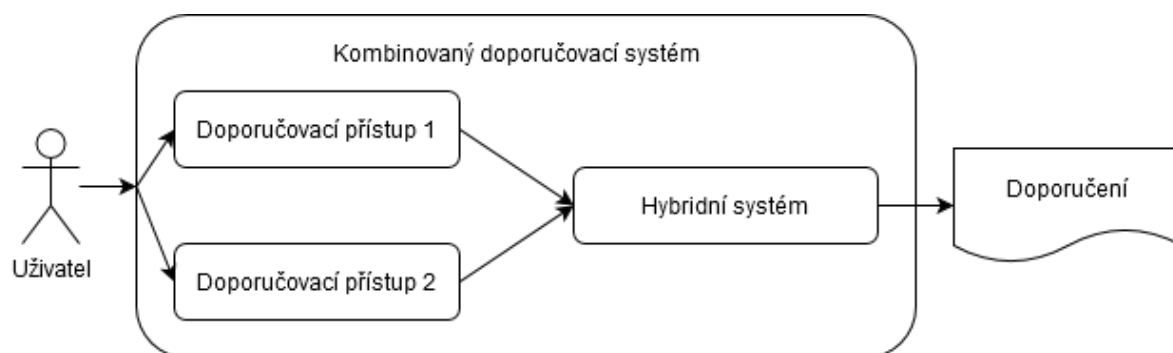 Kombinovaný doporučovací systém
Doporučovací přístup 1
Doporučovací přístup 2
Hybridní systém
Doporučení
Uživatel